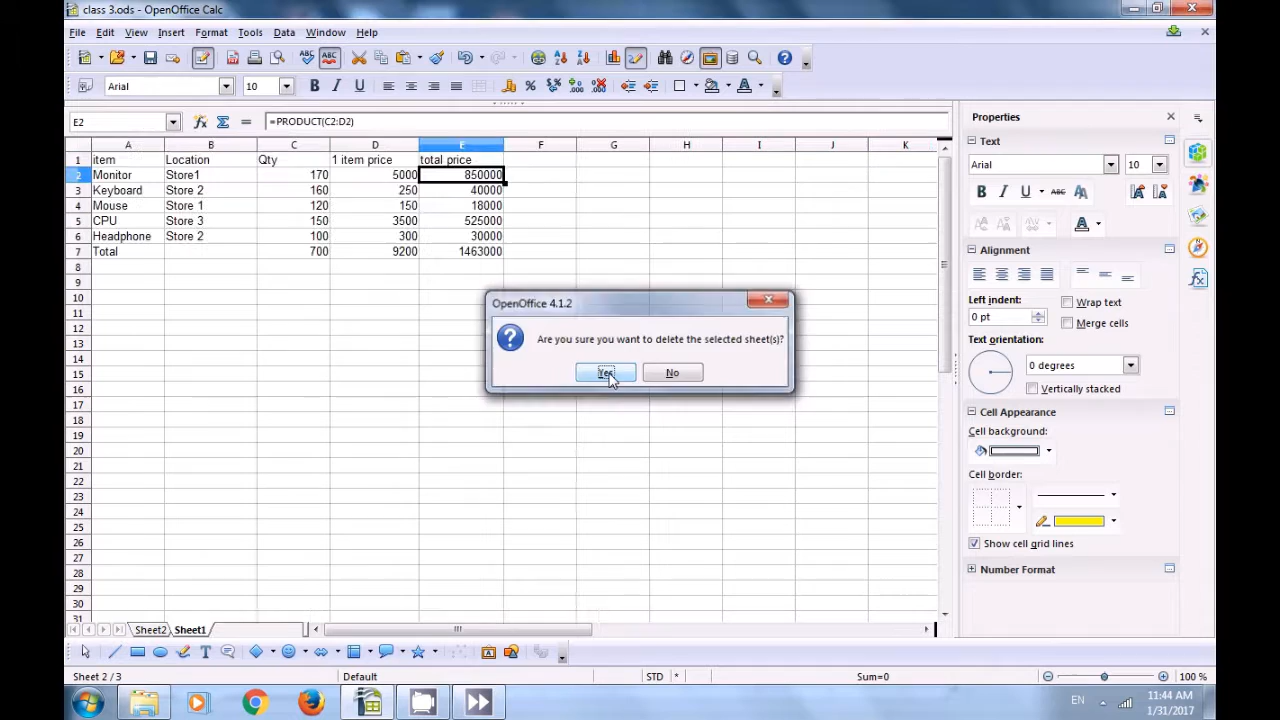 class 3.ods - OpenOffice Calc
File Edit View Insert Format Tools Data Window Help
Arial 10
E2 =PRODUCT(C2:D2)
A B C D E F G H I J K
1 item Location Qty 1 item price total price
2 Monitor Store1 170 5000 850000
3 Keyboard Store 2 160 250 40000
4 Mouse Store 1 120 150 18000
5 CPU Store 3 150 3500 525000
6 Headphone Store 2 100 300 30000
7 Total 700 9200 1463000
8
9
10
11
12
13
14
15
16
17
18
19
20
21
22
23
24
25
26
27
28
29
30
31
OpenOffice 4.1.2
Are you sure you want to delete the selected sheet(s)?
Yes No
Properties
Text
Arial 10
Alignment
Left indent: Wrap text
0 pt Merge cells
Text orientation:
0 degrees
Vertically stacked
Cell Appearance
Cell background:
Cell border:
Show cell grid lines
Number Format
Sheet2 Sheet1
Sheet 2 / 3 Default STD * Sum=0 100 %
EN 11:44 AM
1/31/2017